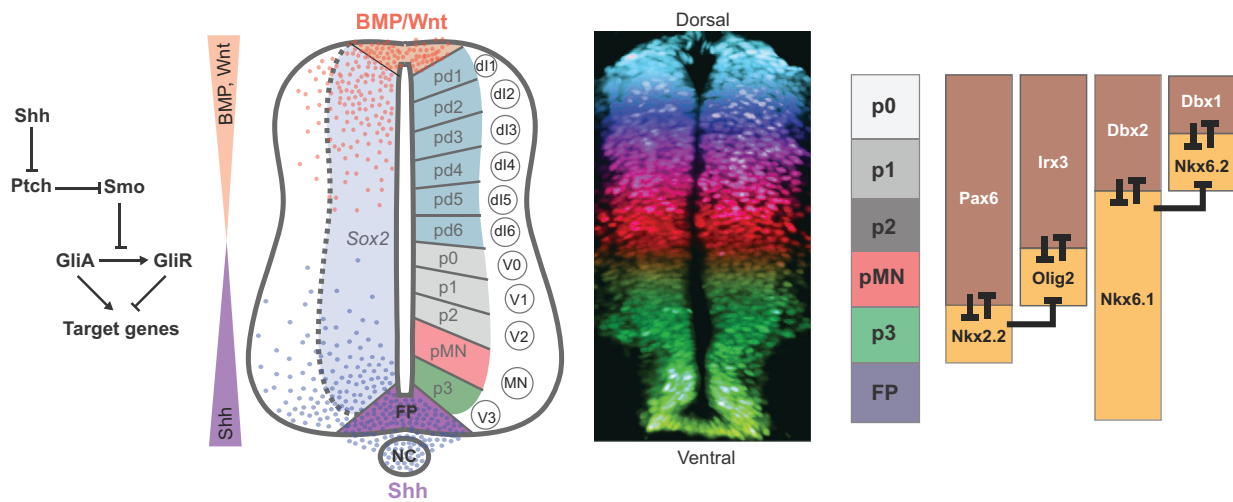 Shh
Ptch
Smo
GliA
GliR
Target genes
BMP, Wnt
Shh
BMP/Wnt
Sox2
pd1
pd2
pd3
pd4
pd5
pd6
p0
p1
p2
pMN
p3
FP
NC
Shh
dI1
dI2
dI3
dI4
dI5
dI6
V0
V1
V2
MN
V3
Dorsal
Ventral
p0
p1
p2
pMN
p3
FP
Pax6
Nkx2.2
Irx3
Olig2
Dbx2
Nkx6.1
Dbx1
Nkx6.2